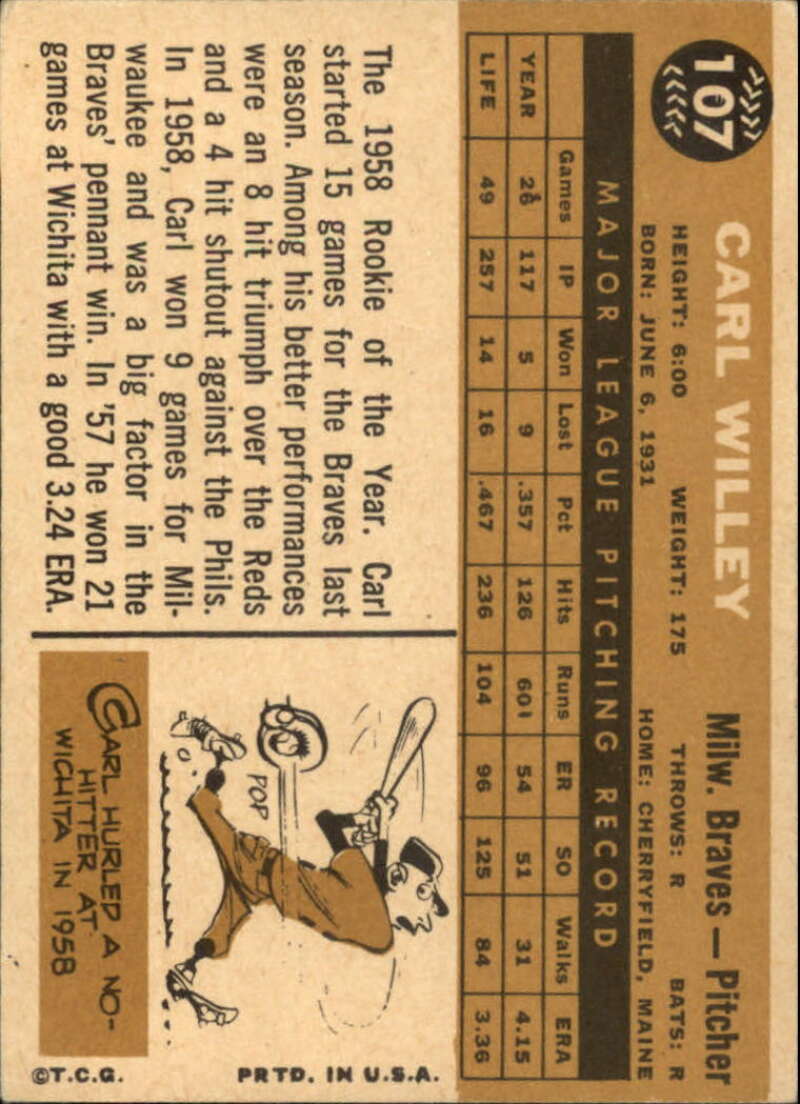 107
CARL WILLEY
Milw. Braves — Pitcher
HEIGHT: 6:00 WEIGHT: 175 THROWS: R BATS: R
BORN: JUNE 6, 1931 HOME: CHERRYFIELD, MAINE
MAJOR LEAGUE PITCHING RECORD
Games IP Won Lost Pct Hits Runs ER SO Walks ERA
YEAR 26 117 5 9 .357 126 60 54 51 31 4.15
LIFE 49 257 14 16 .467 236 104 96 125 84 3.36
The 1958 Rookie of the Year. Carl
started 15 games for the Braves last
season. Among his better performances
were an 8 hit triumph over the Reds
and a 4 hit shutout against the Phils.
In 1958, Carl won 9 games for Mil-
waukee and was a big factor in the
Braves' pennant win. In '57 he won 21
games at Wichita with a good 3.24 ERA.
POP
CARL HURLED A NO-
HITTER AT
WICHITA IN 1958
©T.C.G. PRTD. IN U.S.A.